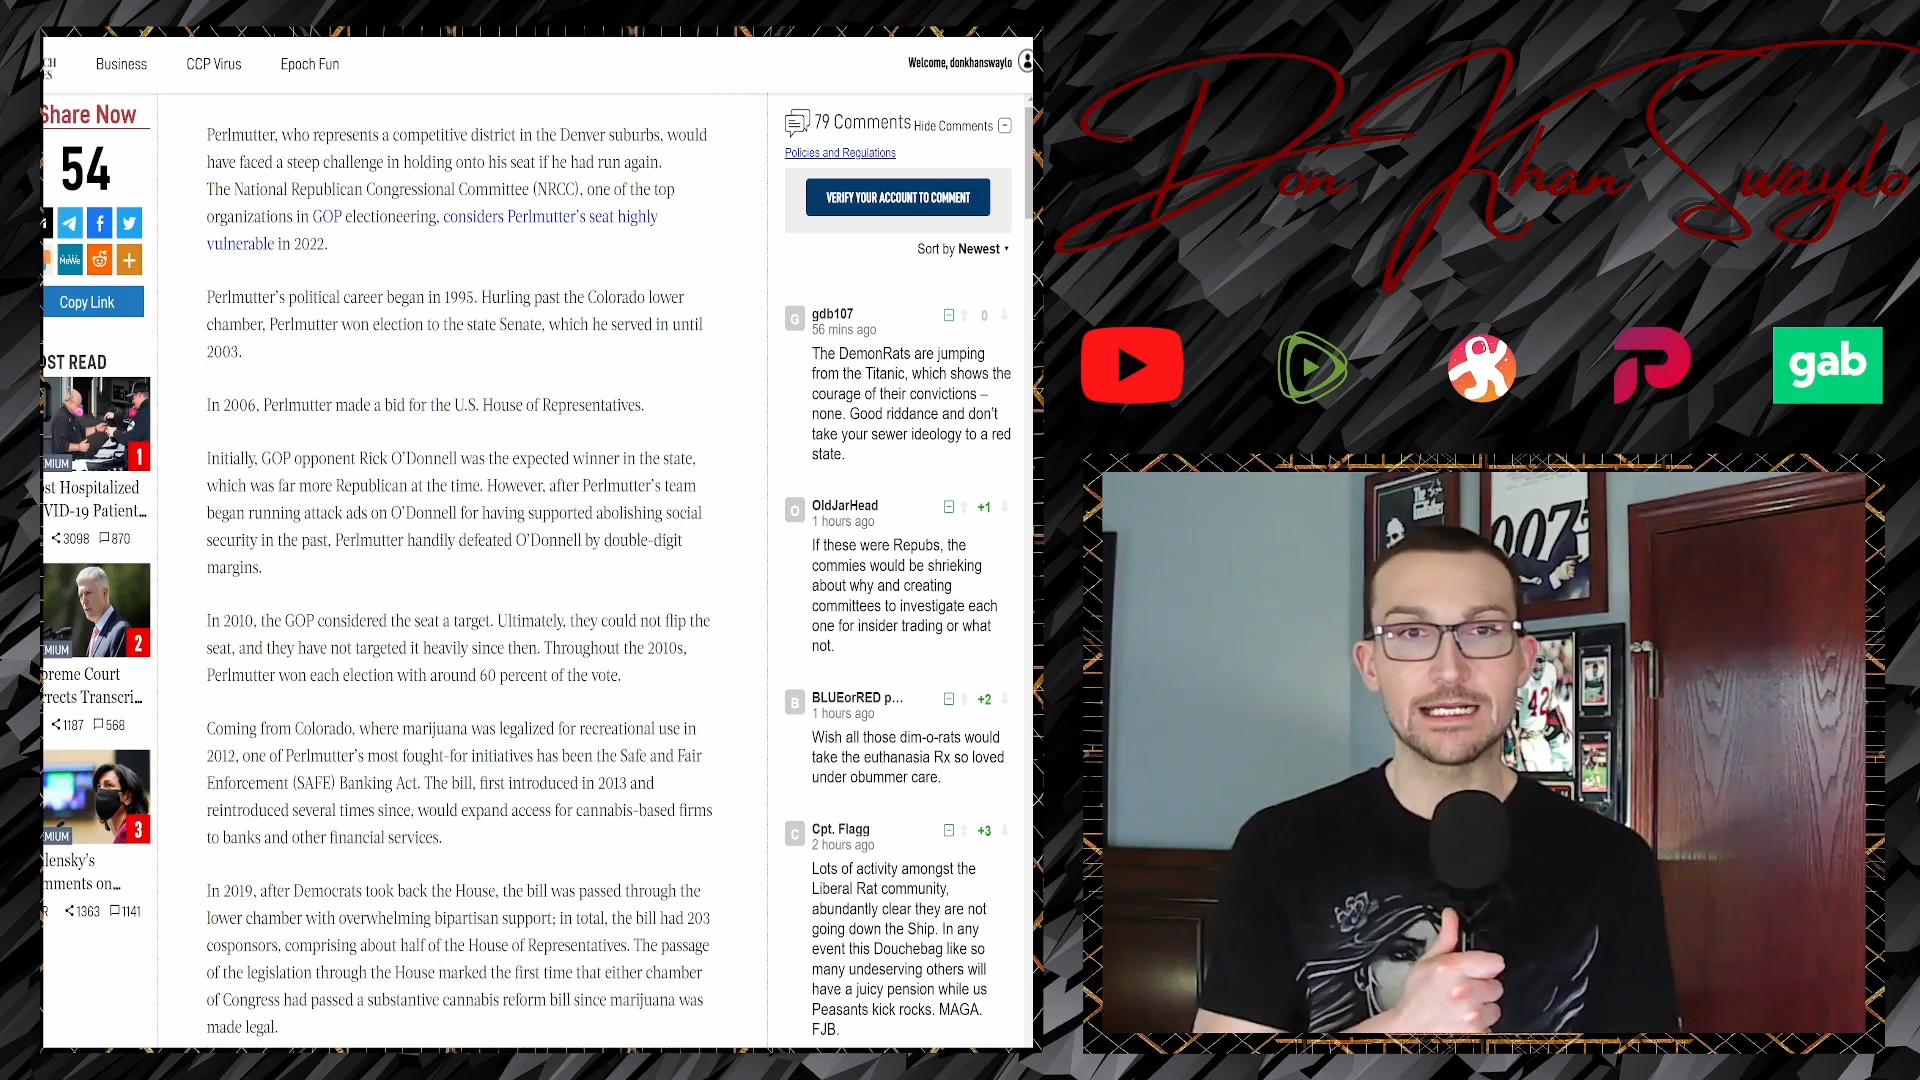 CH
ES
Business
CCP Virus
Epoch Fun
Welcome, donkhanswaylo
Share Now
54
MeWe
Copy Link
OST READ
MIUM
1
st Hospitalized
VID-19 Patient...
3098
870
MIUM
2
preme Court
rrects Transcri...
1187
568
MIUM
3
lensky's
mments on...
R
1363
1141
Perlmutter, who represents a competitive district in the Denver suburbs, would
have faced a steep challenge in holding onto his seat if he had run again.
The National Republican Congressional Committee (NRCC), one of the top
organizations in GOP electioneering, considers Perlmutter's seat highly
vulnerable in 2022.
Perlmutter's political career began in 1995. Hurling past the Colorado lower
chamber, Perlmutter won election to the state Senate, which he served in until
2003.
In 2006, Perlmutter made a bid for the U.S. House of Representatives.
Initially, GOP opponent Rick O'Donnell was the expected winner in the state,
which was far more Republican at the time. However, after Perlmutter's team
began running attack ads on O'Donnell for having supported abolishing social
security in the past, Perlmutter handily defeated O'Donnell by double-digit
margins.
In 2010, the GOP considered the seat a target. Ultimately, they could not flip the
seat, and they have not targeted it heavily since then. Throughout the 2010s,
Perlmutter won each election with around 60 percent of the vote.
Coming from Colorado, where marijuana was legalized for recreational use in
2012, one of Perlmutter's most fought-for initiatives has been the Safe and Fair
Enforcement (SAFE) Banking Act. The bill, first introduced in 2013 and
reintroduced several times since, would expand access for cannabis-based firms
to banks and other financial services.
In 2019, after Democrats took back the House, the bill was passed through the
lower chamber with overwhelming bipartisan support; in total, the bill had 203
cosponsors, comprising about half of the House of Representatives. The passage
of the legislation through the House marked the first time that either chamber
of Congress had passed a substantive cannabis reform bill since marijuana was
made legal.
79 Comments
Hide Comments
Policies and Regulations
VERIFY YOUR ACCOUNT TO COMMENT
Sort by Newest
G
gdb107
0
56 mins ago
The DemonRats are jumping
from the Titanic, which shows the
courage of their convictions –
none. Good riddance and don't
take your sewer ideology to a red
state.
O
OldJarHead
+1
1 hours ago
If these were Repubs, the
commies would be shrieking
about why and creating
committees to investigate each
one for insider trading or what
not.
B
BLUEorRED p...
+2
1 hours ago
Wish all those dim-o-rats would
take the euthanasia Rx so loved
under obummer care.
C
Cpt. Flagg
+3
2 hours ago
Lots of activity amongst the
Liberal Rat community,
abundantly clear they are not
going down the Ship. In any
event this Douchebag like so
many undeserving others will
have a juicy pension while us
Peasants kick rocks. MAGA.
FJB.
Don Khan Swaylo
gab
The
007
42